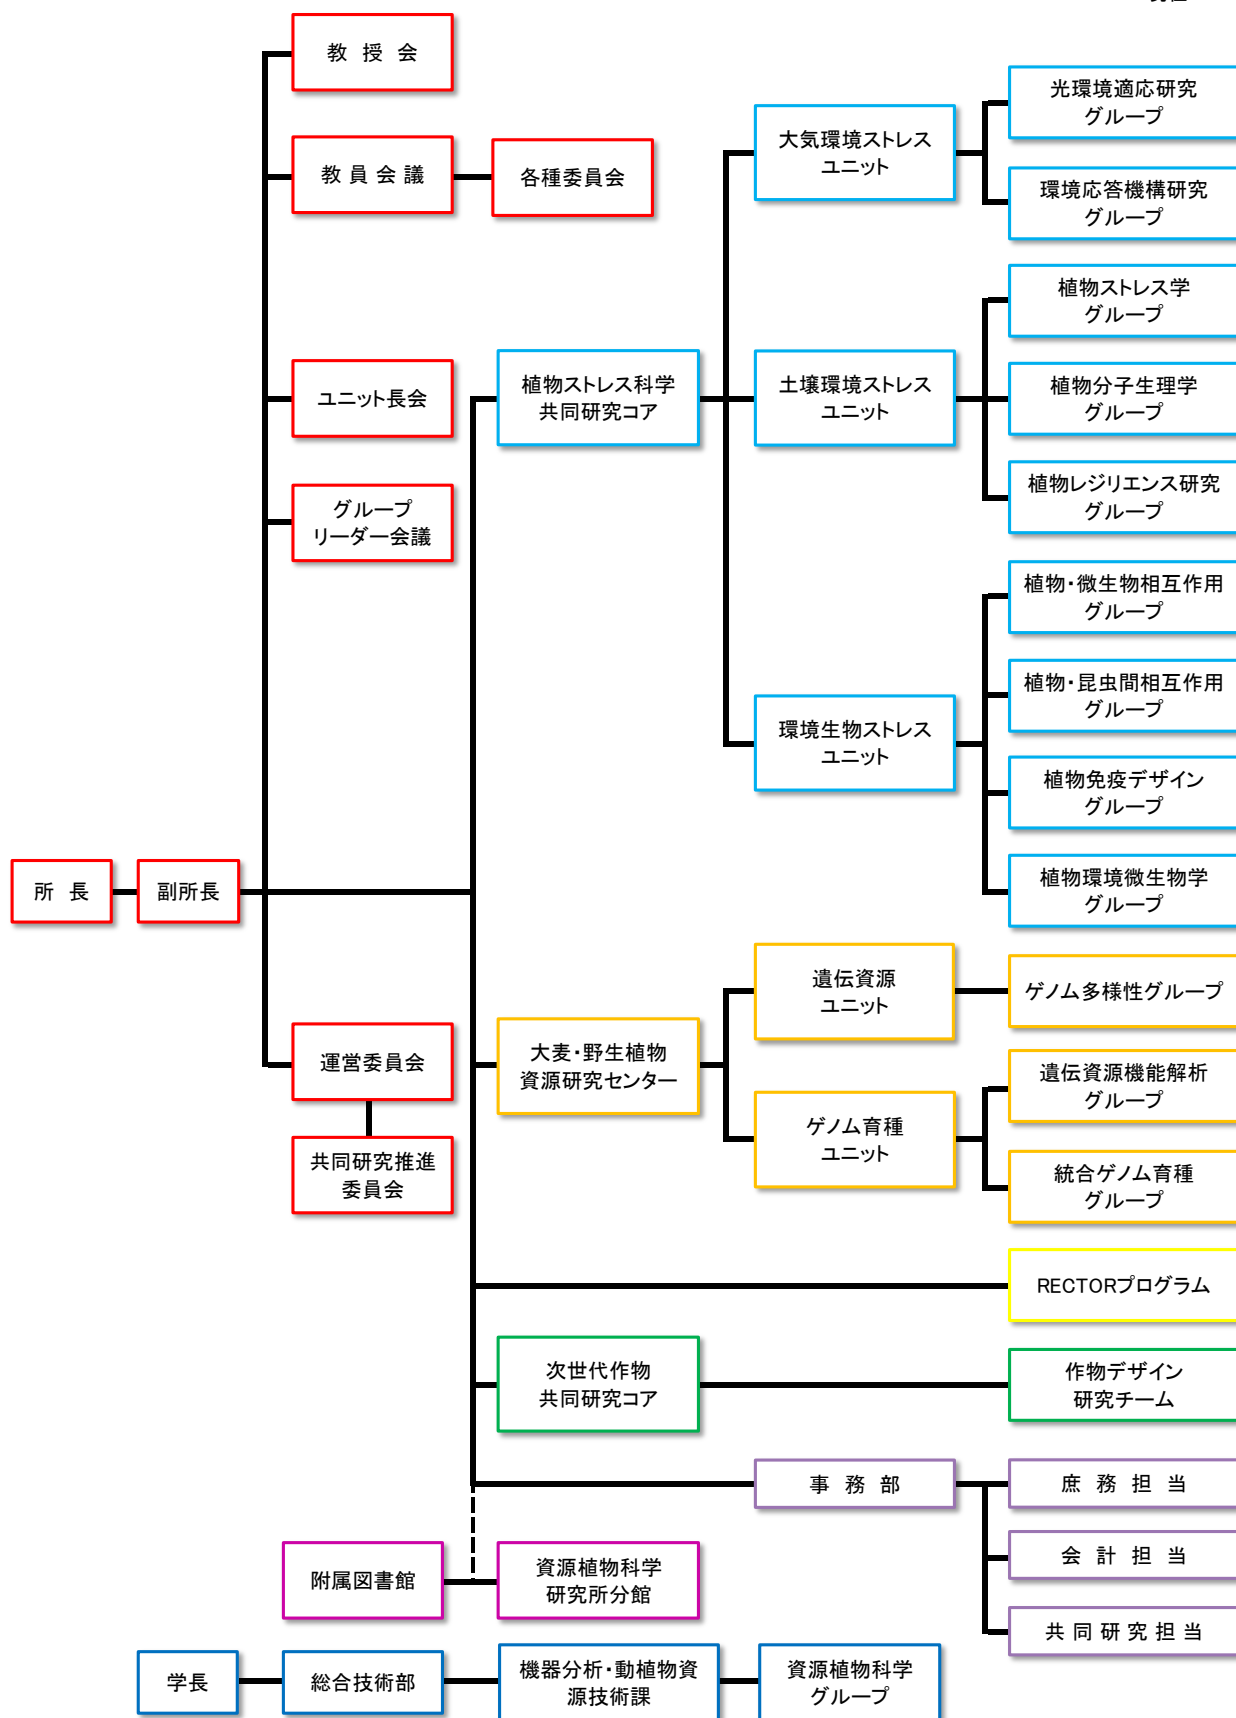 教 授 会
教 員 会 議
各種委員会
ユニット長会
グループ
リーダー会議
所 長
副所長
運営委員会
共同研究推進
委員会
植物ストレス科学
共同研究コア
大気環境ストレス
ユニット
光環境適応研究
グループ
環境応答機構研究
グループ
土壌環境ストレス
ユニット
植物ストレス学
グループ
植物分子生理学
グループ
植物レジリエンス研究
グループ
環境生物ストレス
ユニット
植物・微生物相互作用
グループ
植物・昆虫間相互作用
グループ
植物免疫デザイン
グループ
植物環境微生物学
グループ
大麦・野生植物
資源研究センター
遺伝資源
ユニット
ゲノム多様性グループ
ゲノム育種
ユニット
遺伝資源機能解析
グループ
統合ゲノム育種
グループ
RECTORプログラム
次世代作物
共同研究コア
作物デザイン
研究チーム
事 務 部
庶 務 担 当
会 計 担 当
共 同 研 究 担 当
附属図書館
資源植物科学
研究所分館
学長
総合技術部
機器分析・動植物資
源技術課
資源植物科学
グループ